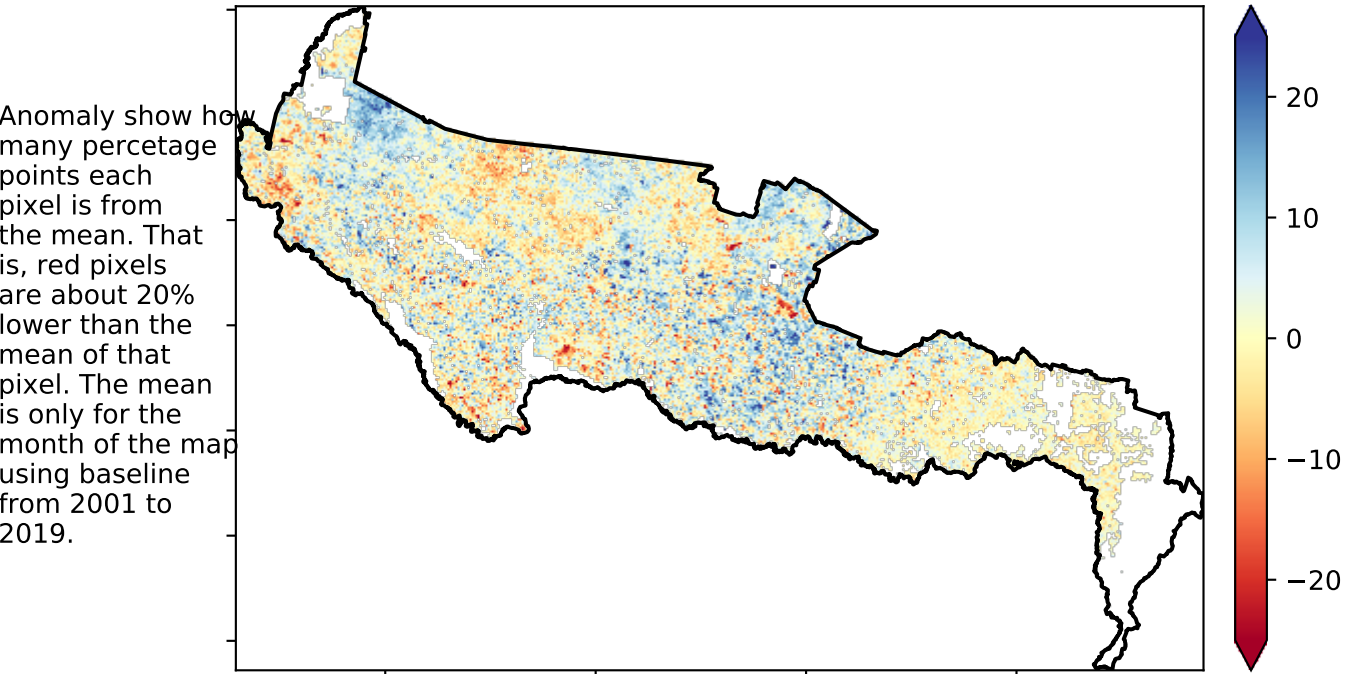 Anomaly show how
many percetage
points each
pixel is from
the mean. That
is, red pixels
are about 20%
lower than the
mean of that
pixel. The mean
is only for the
month of the map
using baseline
from 2001 to
2019.
20
10
0
−10
−20